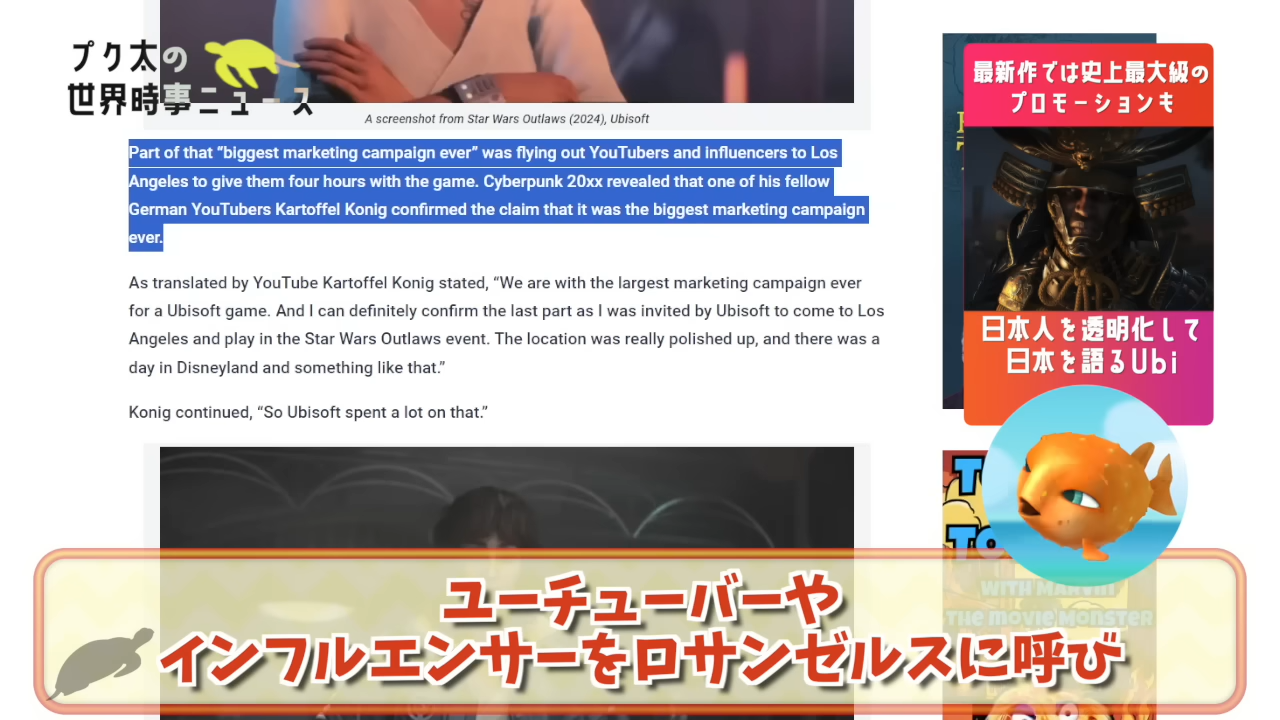 プク太の
世界時事ニュース
A screenshot from Star Wars Outlaws (2024), Ubisoft
Part of that “biggest marketing campaign ever” was flying out YouTubers and influencers to Los
Angeles to give them four hours with the game. Cyberpunk 20xx revealed that one of his fellow
German YouTubers Kartoffel Konig confirmed the claim that it was the biggest marketing campaign
ever.
As translated by YouTube Kartoffel Konig stated, “We are with the largest marketing campaign ever
for a Ubisoft game. And I can definitely confirm the last part as I was invited by Ubisoft to come to Los
Angeles and play in the Star Wars Outlaws event. The location was really polished up, and there was a
day in Disneyland and something like that.”
Konig continued, “So Ubisoft spent a lot on that.”
最新作では史上最大級の
プロモーションも
日本人を透明化して
日本を語るUbi
WITH MARVIN
THE MOVIE MONSTER
ユーチューバーや
インフルエンサーをロサンゼルスに呼び